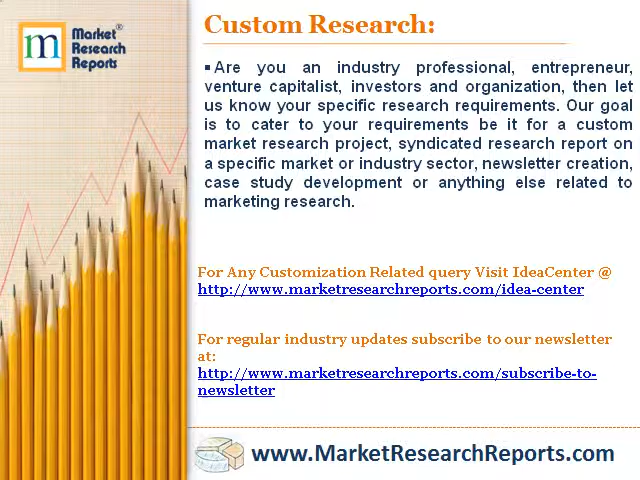 m
Market®
Research
Reports
Custom Research:
▪Are you an industry professional, entrepreneur,
venture capitalist, investors and organization, then let
us know your specific research requirements. Our goal
is to cater to your requirements be it for a custom
market research project, syndicated research report on
a specific market or industry sector, newsletter creation,
case study development or anything else related to
marketing research.
For Any Customization Related query Visit IdeaCenter @
http://www.marketresearchreports.com/idea-center
For regular industry updates subscribe to our newsletter
at:
http://www.marketresearchreports.com/subscribe-to-
newsletter
www.MarketResearchReports.com